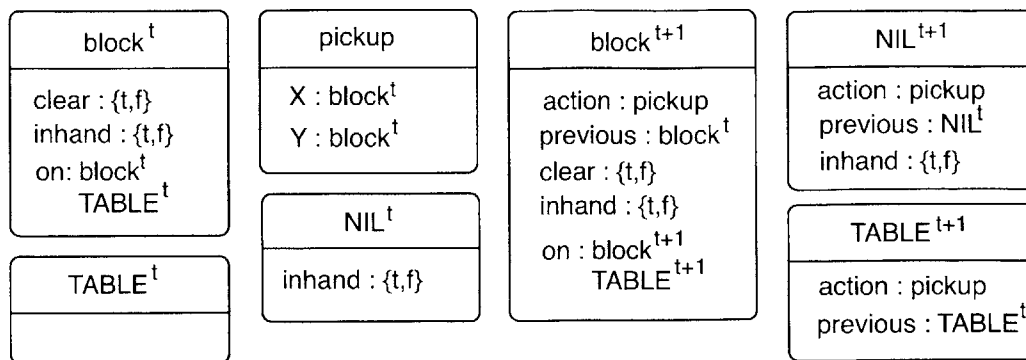 block^t
clear : {t,f}
inhand : {t,f}
on: block^t
TABLE^t
TABLE^t
pickup
X : block^t
Y : block^t
NIL^t
inhand : {t,f}
block^t+1
action : pickup
previous : block^t
clear : {t,f}
inhand : {t,f}
on : block^t+1
TABLE^t+1
NIL^t+1
action : pickup
previous : NIL^t
inhand : {t,f}
TABLE^t+1
action : pickup
previous : TABLE^t